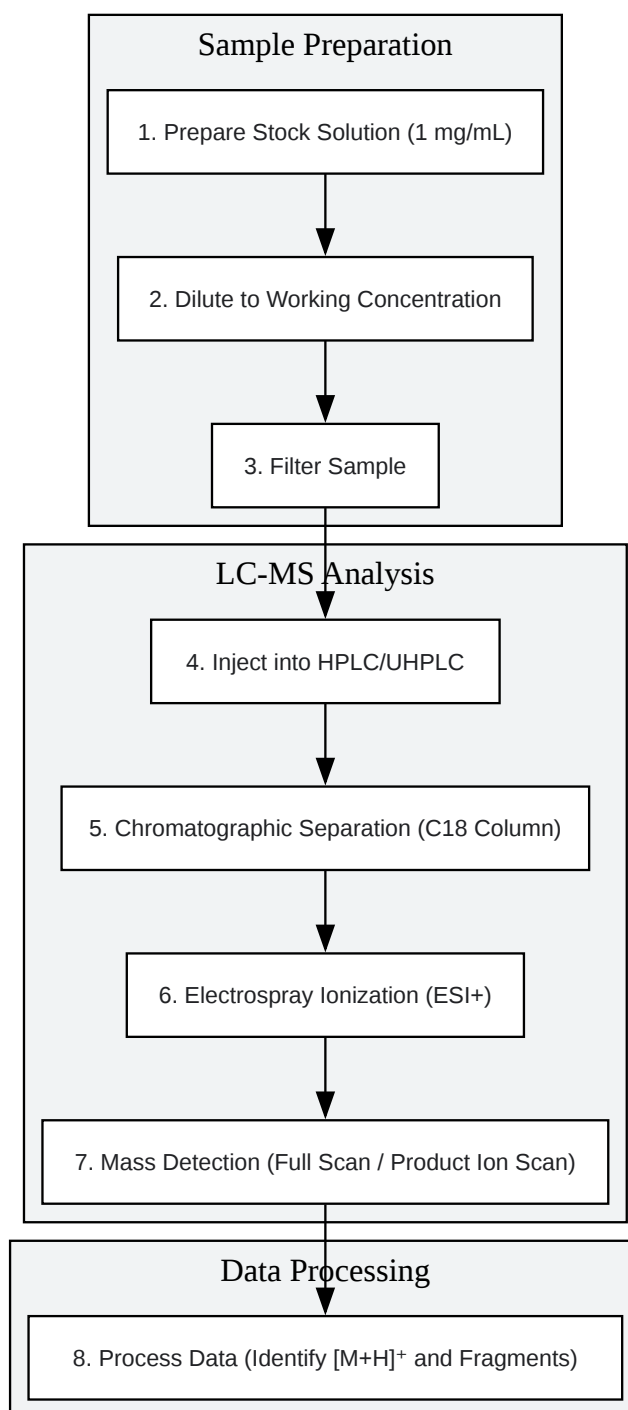 Sample Preparation
1. Prepare Stock Solution (1 mg/mL)
2. Dilute to Working Concentration
3. Filter Sample
LC-MS Analysis
4. Inject into HPLC/UHPLC
5. Chromatographic Separation (C18 Column)
6. Electrospray Ionization (ESI+)
7. Mass Detection (Full Scan / Product Ion Scan)
Data Processing
8. Process Data (Identify [M+H]⁺ and Fragments)